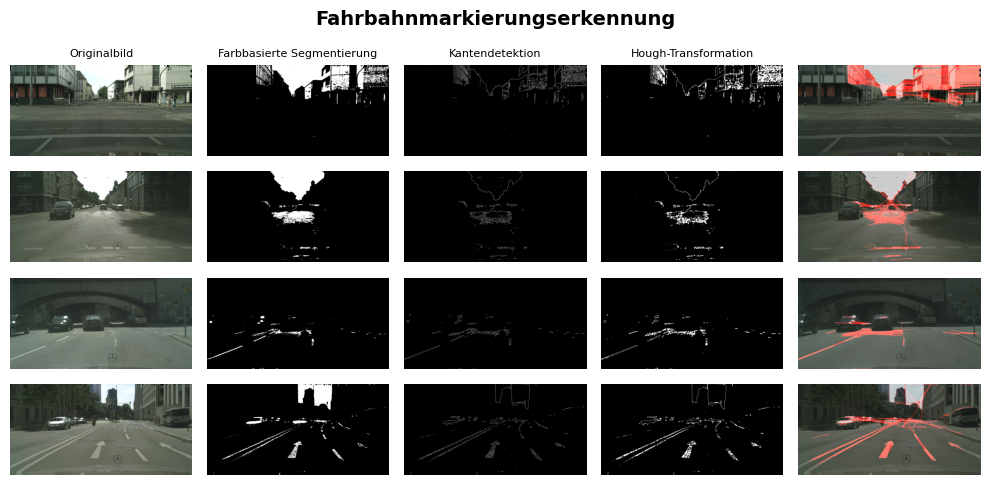 Fahrbahnmarkierungserkennung
Originalbild
Farbbasierte Segmentierung
Kantendetektion
Hough-Transformation